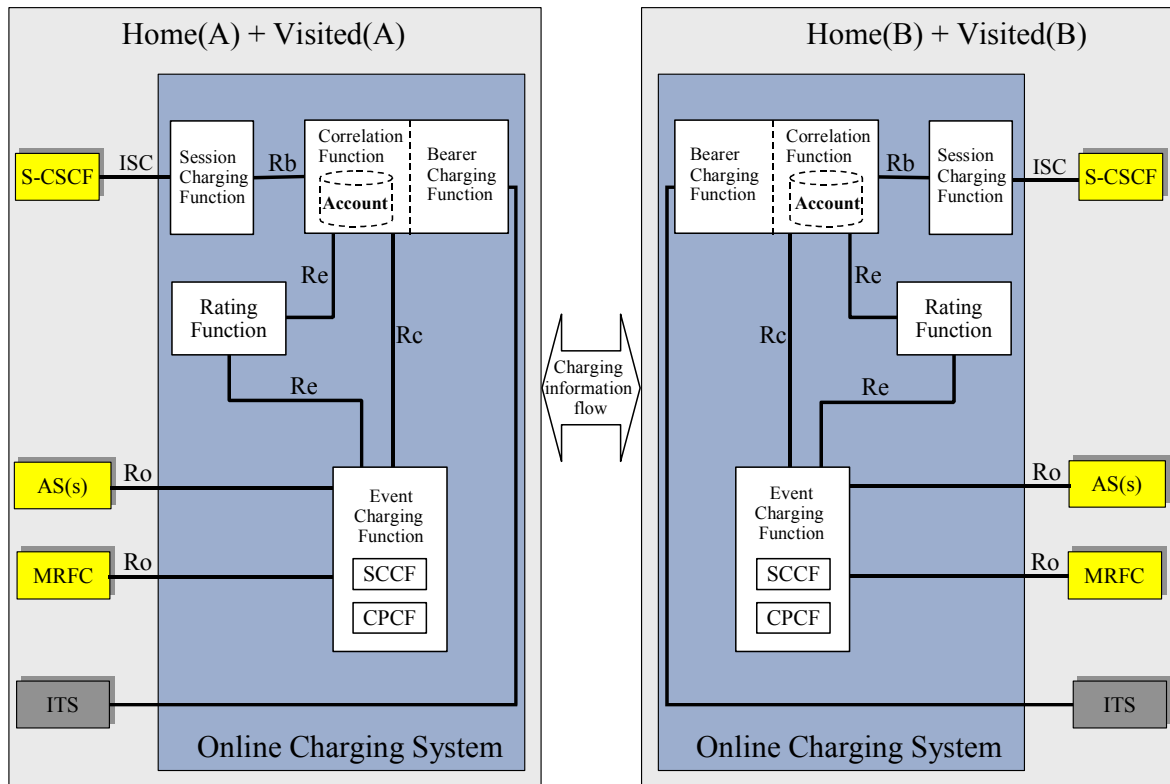 Home(A) + Visited(A)
S-CSCF
ISC
Session
Charging
Function
Rb
Correlation
Function
Account
Bearer
Charging
Function
Re
Rating
Function
Rc
Re
AS(s)
Ro
Event
Charging
Function
MRFC
Ro
SCCF
CPCF
ITS
Online Charging System
Charging
information
flow
Home(B) + Visited(B)
Bearer
Charging
Function
Correlation
Function
Account
Rb
Session
Charging
Function
ISC
S-CSCF
Re
Rating
Function
Rc
Re
Event
Charging
Function
Ro
AS(s)
SCCF
CPCF
Ro
MRFC
ITS
Online Charging System